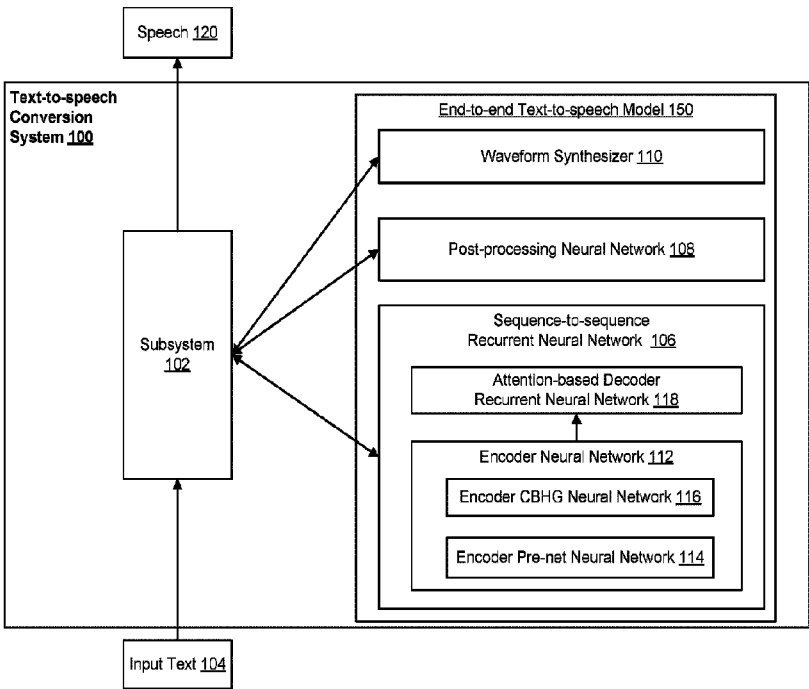 Speech 120
Text-to-speech
Conversion
System 100
End-to-end Text-to-speech Model 150
Waveform Synthesizer 110
Post-processing Neural Network 108
Subsystem
102
Sequence-to-sequence
Recurrent Neural Network 106
Attention-based Decoder
Recurrent Neural Network 118
Encoder Neural Network 112
Encoder CBHG Neural Network 116
Encoder Pre-net Neural Network 114
Input Text 104